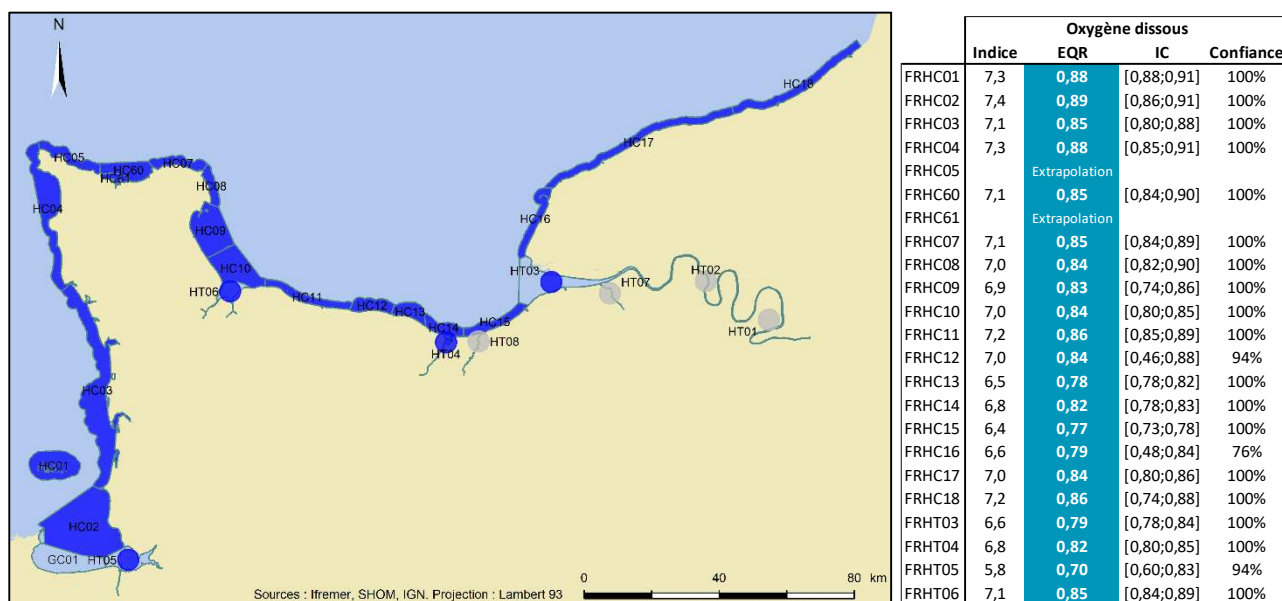 N
HC18
HC17
HC05
HC60
HC07
HC61
HC08
HC04
HC16
HC09
HC10
HT03
HT02
HT07
HT06
HC11
HC12
HC13
HC14
HC15
HT01
HT04
HT08
HC03
HC01
HC02
GC01
HT05
0 20 40 80 km
Sources : Ifremer, SHOM, IGN. Projection : Lambert 93
Oxygène dissous
Indice EQR IC Confiance
FRHC01 7,3 0,88 [0,88;0,91] 100%
FRHC02 7,4 0,89 [0,86;0,91] 100%
FRHC03 7,1 0,85 [0,80;0,88] 100%
FRHC04 7,3 0,88 [0,85;0,91] 100%
FRHC05 Extrapolation
FRHC60 7,1 0,85 [0,84;0,90] 100%
FRHC61 Extrapolation
FRHC07 7,1 0,85 [0,84;0,89] 100%
FRHC08 7,0 0,84 [0,82;0,90] 100%
FRHC09 6,9 0,83 [0,74;0,86] 100%
FRHC10 7,0 0,84 [0,80;0,85] 100%
FRHC11 7,2 0,86 [0,85;0,89] 100%
FRHC12 7,0 0,84 [0,46;0,88] 94%
FRHC13 6,5 0,78 [0,78;0,82] 100%
FRHC14 6,8 0,82 [0,78;0,83] 100%
FRHC15 6,4 0,77 [0,73;0,78] 100%
FRHC16 6,6 0,79 [0,48;0,84] 76%
FRHC17 7,0 0,84 [0,80;0,86] 100%
FRHC18 7,2 0,86 [0,74;0,88] 100%
FRHT03 6,6 0,79 [0,78;0,84] 100%
FRHT04 6,8 0,82 [0,80;0,85] 100%
FRHT05 5,8 0,70 [0,60;0,83] 94%
FRHT06 7,1 0,85 [0,84;0,89] 100%